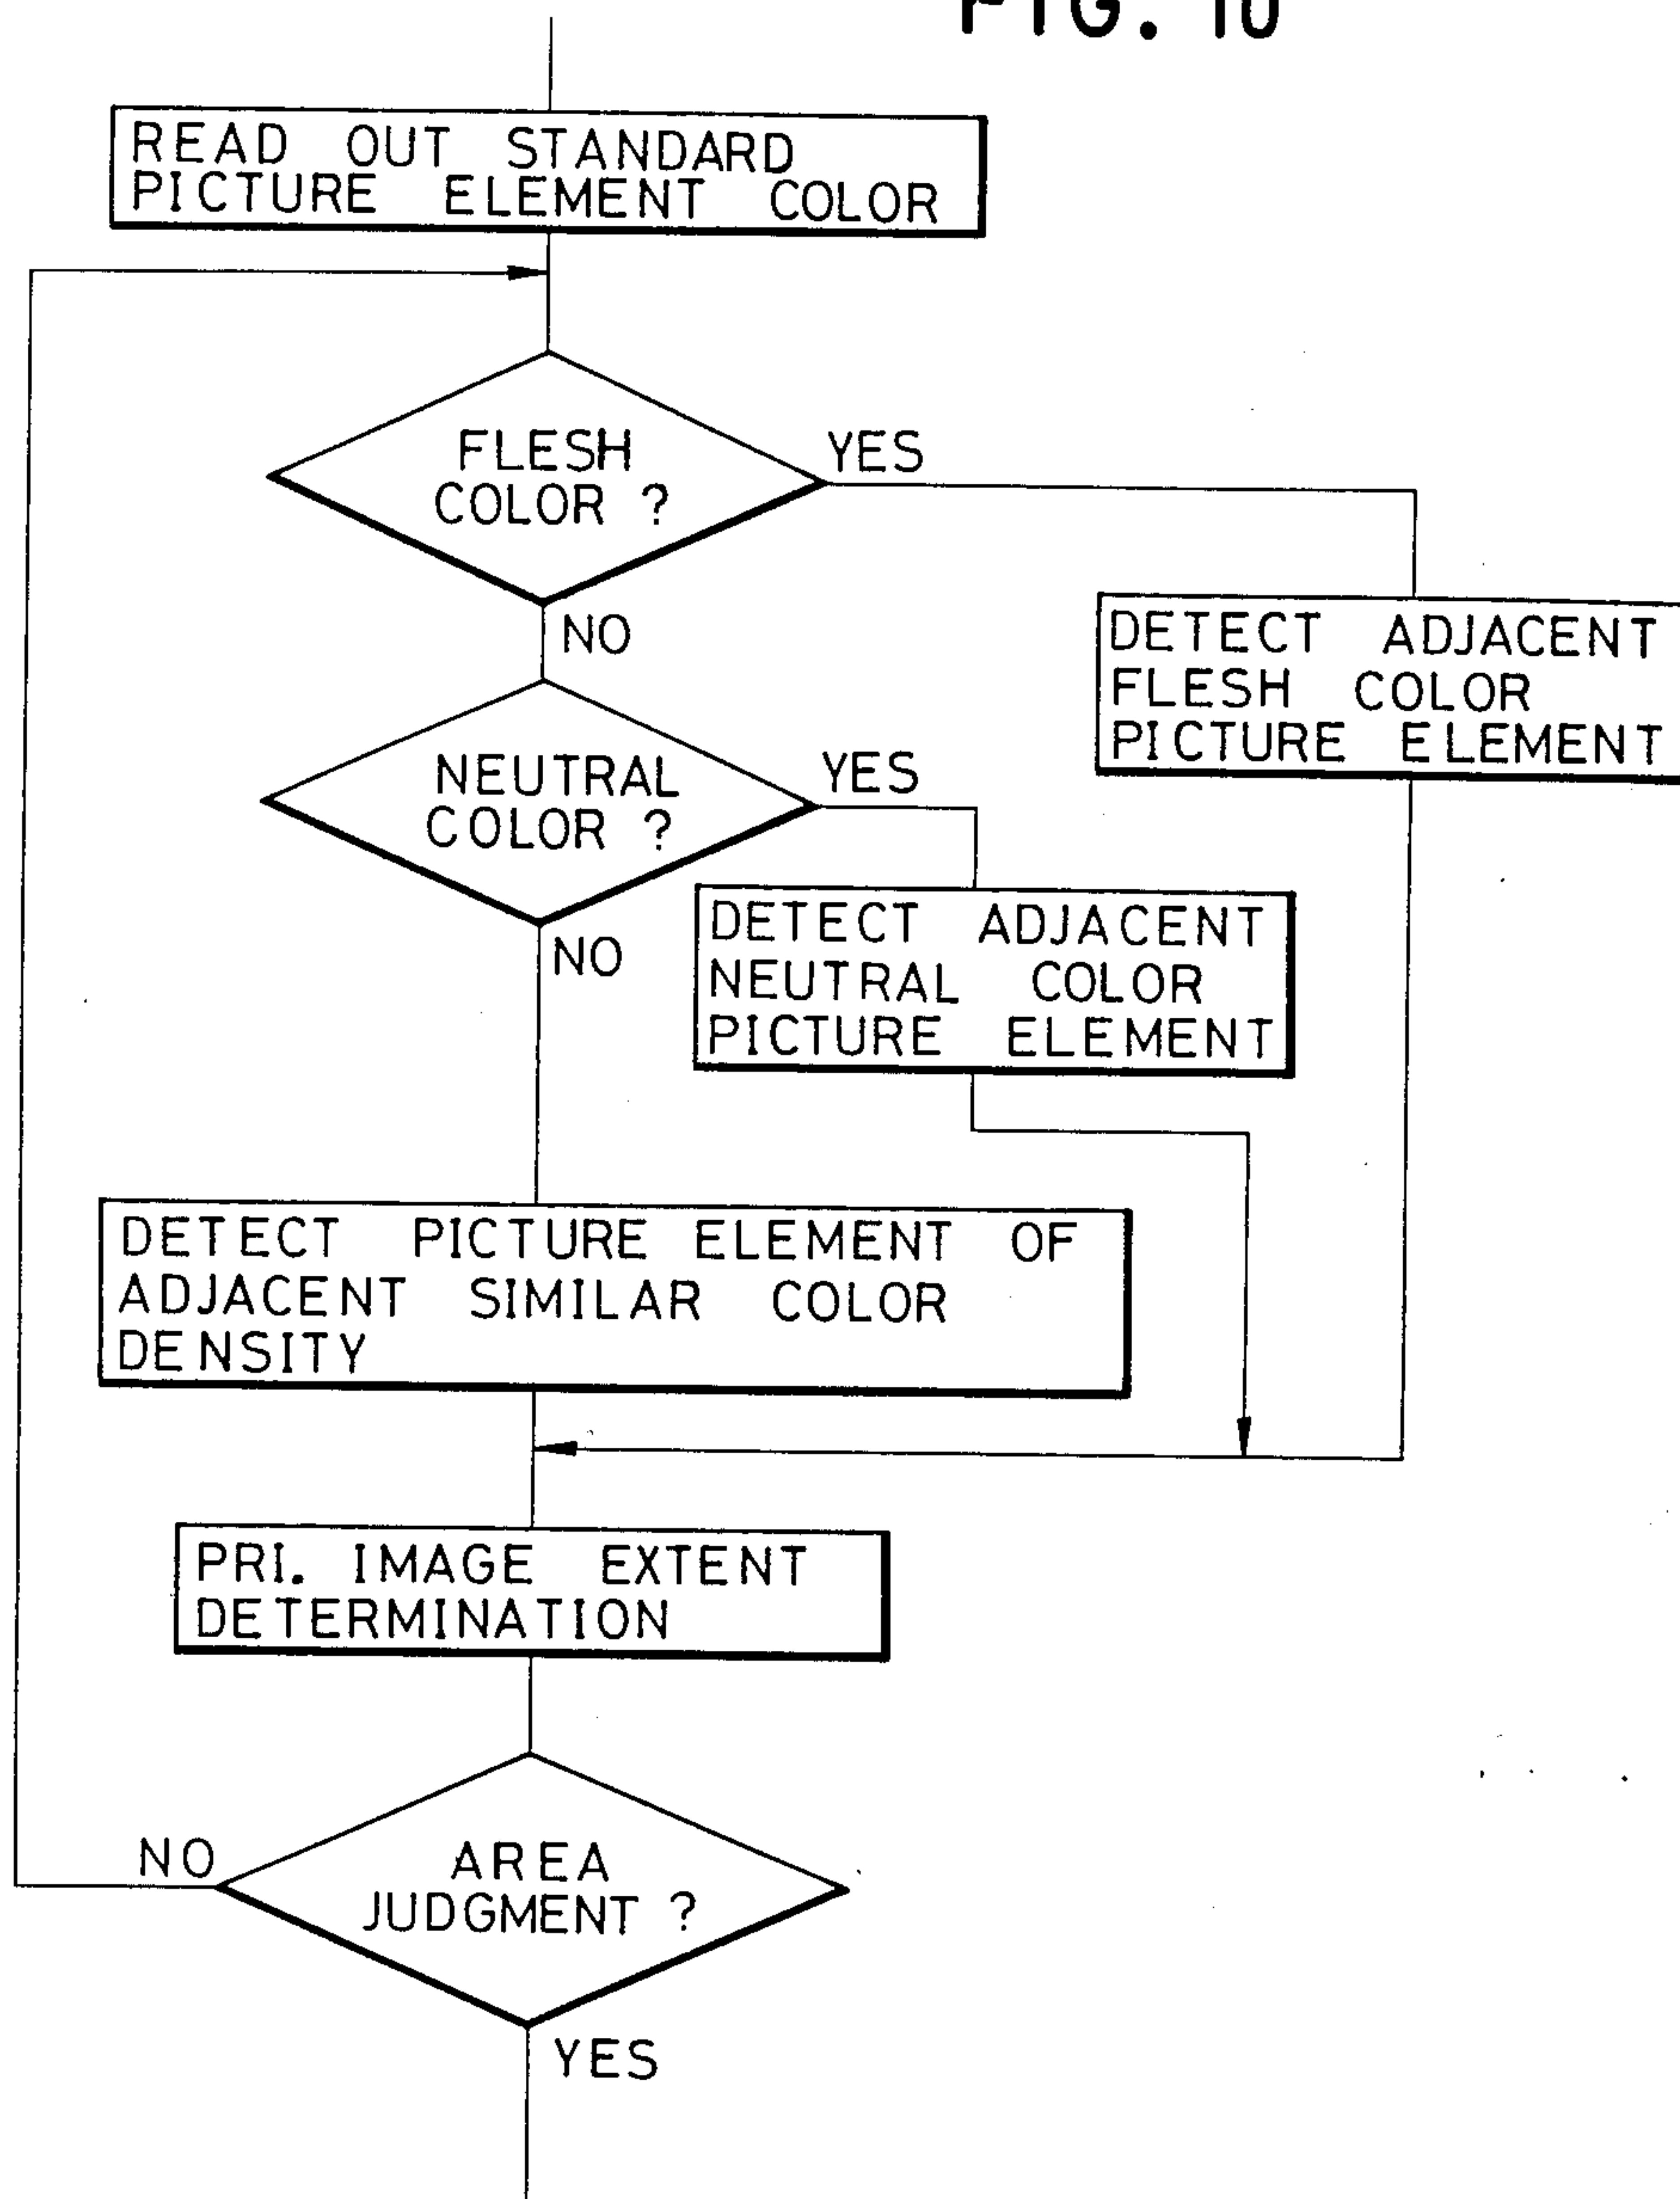 FIG. 10
READ OUT STANDARD
PICTURE ELEMENT COLOR
FLESH
COLOR ?
YES
NO
DETECT ADJACENT
FLESH COLOR
PICTURE ELEMENT
NEUTRAL
COLOR ?
YES
NO
DETECT ADJACENT
NEUTRAL COLOR
PICTURE ELEMENT
DETECT PICTURE ELEMENT OF
ADJACENT SIMILAR COLOR
DENSITY
PRI. IMAGE EXTENT
DETERMINATION
NO
AREA
JUDGMENT ?
YES